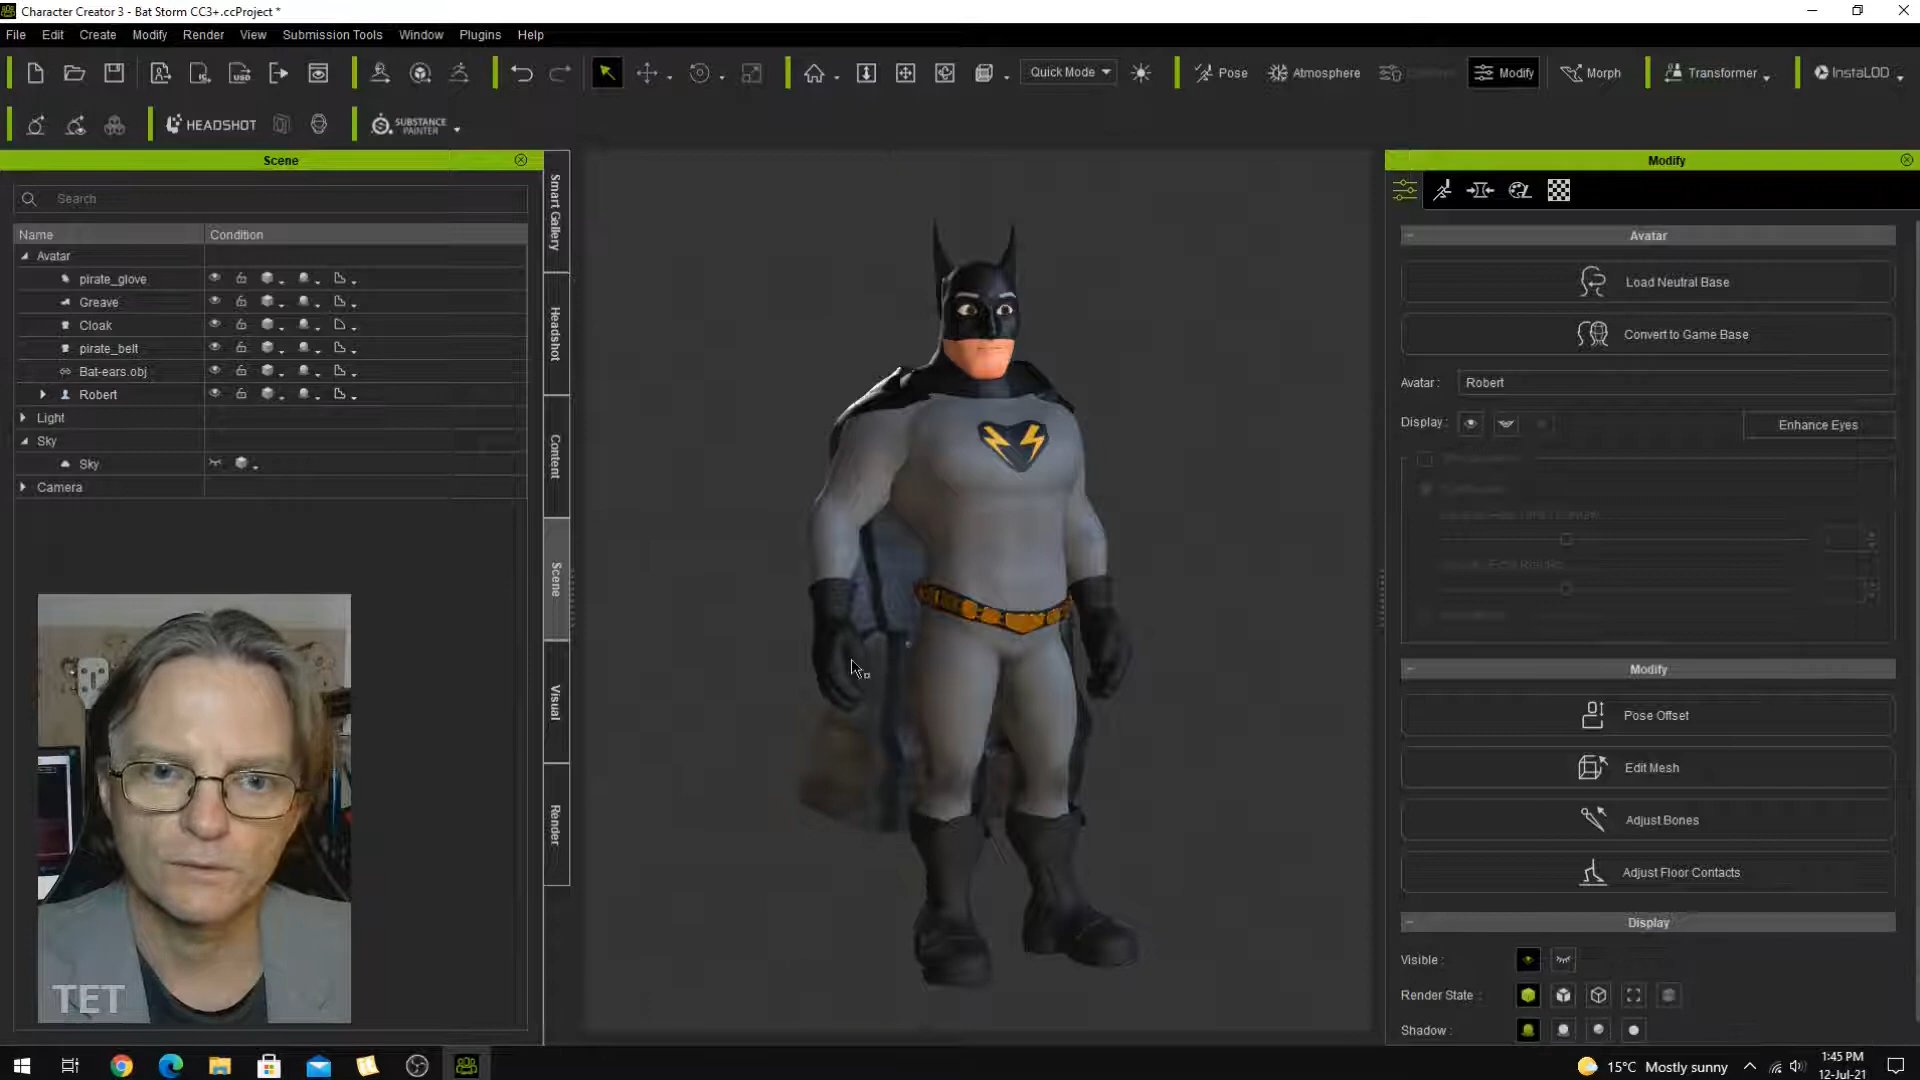 Character Creator 3 - Bat Storm CC3+.ccProject *
File Edit Create Modify Render View Submission Tools Window Plugins Help
Quick Mode Pose Atmosphere Modify Morph Transformer InstaLOD
HEADSHOT SUBSTANCE PAINTER
Scene
Search
Name Condition
Avatar
pirate_glove
Greave
Cloak
pirate_belt
Bat-ears.obj
Robert
Light
Sky
Sky
Camera
TET
Smart Gallery
Headshot
Content
Scene
Visual
Render
Modify
Avatar
Load Neutral Base
Convert to Game Base
Avatar : Robert
Display : Enhance Eyes
Modify
Pose Offset
Edit Mesh
Adjust Bones
Adjust Floor Contacts
Display
Visible :
Render State :
Shadow :
15°C Mostly sunny
1:45 PM
12-Jul-21